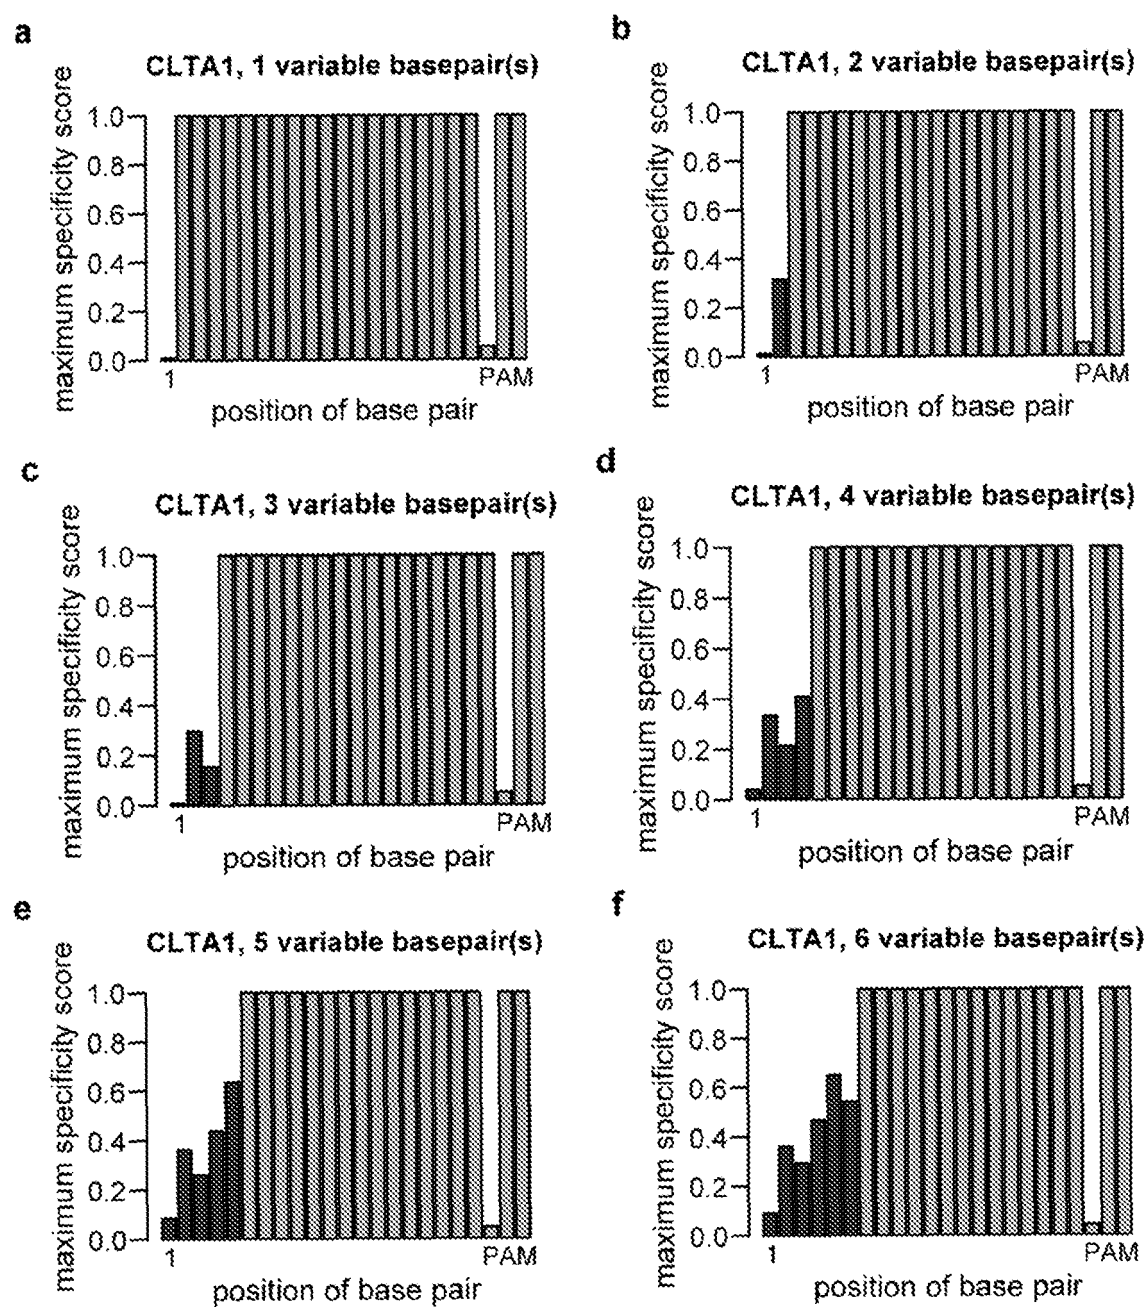 a
CLTA1, 1 variable basepair(s)
maximum specificity score
1.0
0.8
0.6
0.4
0.2
0.0
1
PAM
position of base pair
b
CLTA1, 2 variable basepair(s)
maximum specificity score
1.0
0.8
0.6
0.4
0.2
0.0
1
PAM
position of base pair
c
CLTA1, 3 variable basepair(s)
maximum specificity score
1.0
0.8
0.6
0.4
0.2
0.0
1
PAM
position of base pair
d
CLTA1, 4 variable basepair(s)
maximum specificity score
1.0
0.8
0.6
0.4
0.2
0.0
1
PAM
position of base pair
e
CLTA1, 5 variable basepair(s)
maximum specificity score
1.0
0.8
0.6
0.4
0.2
0.0
1
PAM
position of base pair
f
CLTA1, 6 variable basepair(s)
maximum specificity score
1.0
0.8
0.6
0.4
0.2
0.0
1
PAM
position of base pair